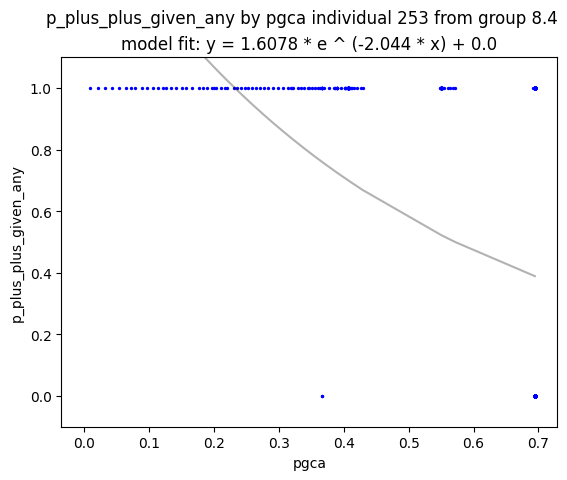 p_plus_plus_given_any by pgca individual 253 from group 8.4
model fit: y = 1.6078 * e ^ (-2.044 * x) + 0.0
1.0
0.8
0.6
0.4
0.2
0.0
p_plus_plus_given_any
0.0 0.1 0.2 0.3 0.4 0.5 0.6 0.7
pgca